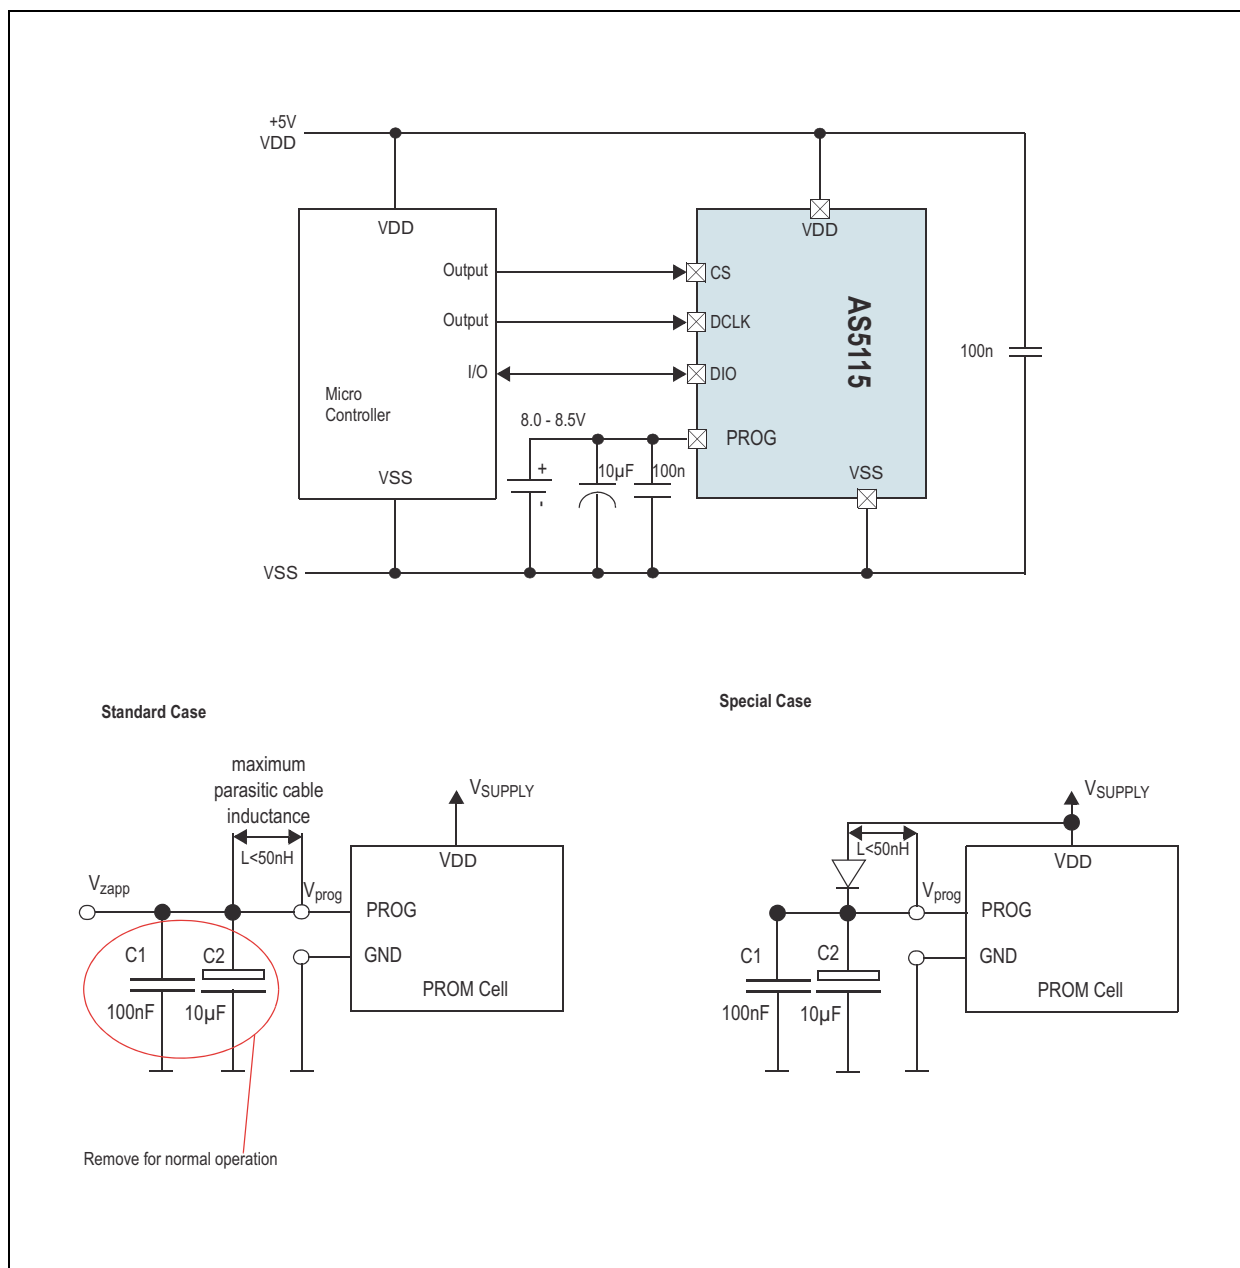 +5V
VDD
VDD
VDD
Output
CS
Output
DCLK
I/O
DIO
AS5115
100n
Micro
Controller
8.0 - 8.5V
PROG
+
10µF
100n
-
VSS
VSS
VSS
Standard Case
Special Case
maximum
parasitic cable
inductance
L<50nH
VSUPPLY
VDD
Vzapp
Vprog
PROG
GND
C1
C2
100nF
10µF
PROM Cell
Remove for normal operation
VSUPPLY
L<50nH
VDD
Vprog
PROG
GND
C1
C2
100nF
10µF
PROM Cell